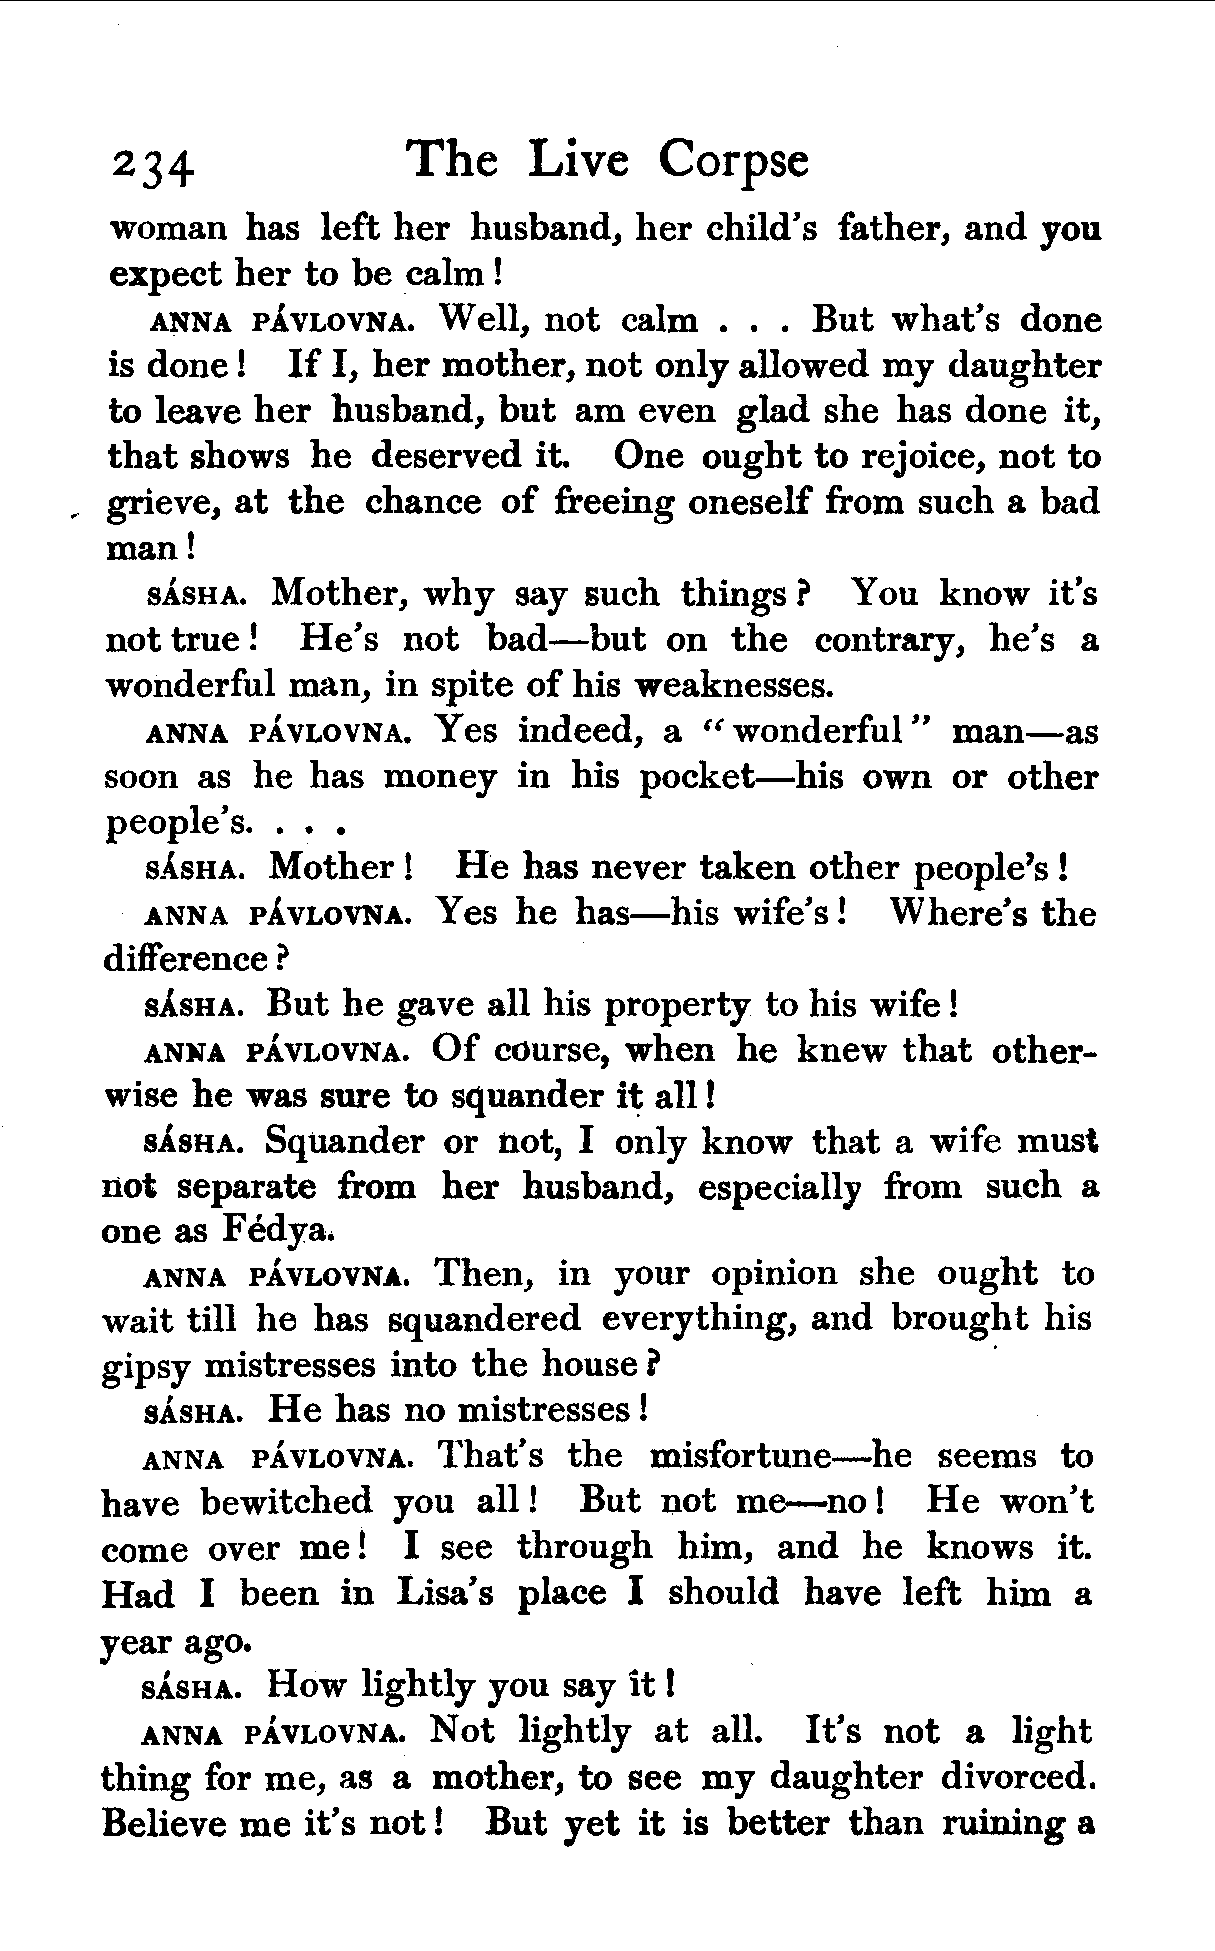 234 The Live Corpse
woman has left her husband, her child's father, and you
expect her to be calm !
ANNA PÁVLOVNA. Well, not calm . . . But what's done
is done ! If I, her mother, not only allowed my daughter
to leave her husband, but am even glad she has done it,
that shows he deserved it. One ought to rejoice, not to
grieve, at the chance of freeing oneself from such a bad
man !
SÁSHA. Mother, why say such things ? You know it's
not true ! He's not bad—but on the contrary, he's a
wonderful man, in spite of his weaknesses.
ANNA PÁVLOVNA. Yes indeed, a “ wonderful ” man—as
soon as he has money in his pocket—his own or other
people's. . . .
SÁSHA. Mother ! He has never taken other people's !
ANNA PÁVLOVNA. Yes he has—his wife's ! Where's the
difference ?
SÁSHA. But he gave all his property to his wife !
ANNA PÁVLOVNA. Of course, when he knew that other-
wise he was sure to squander it all !
SÁSHA. Squander or not, I only know that a wife must
not separate from her husband, especially from such a
one as Fédya.
ANNA PÁVLOVNA. Then, in your opinion she ought to
wait till he has squandered everything, and brought his
gipsy mistresses into the house ?
SÁSHA. He has no mistresses !
ANNA PÁVLOVNA. That's the misfortune—he seems to
have bewitched you all ! But not me—no ! He won't
come over me ! I see through him, and he knows it.
Had I been in Lisa's place I should have left him a
year ago.
SÁSHA. How lightly you say it !
ANNA PÁVLOVNA. Not lightly at all. It's not a light
thing for me, as a mother, to see my daughter divorced.
Believe me it's not ! But yet it is better than ruining a